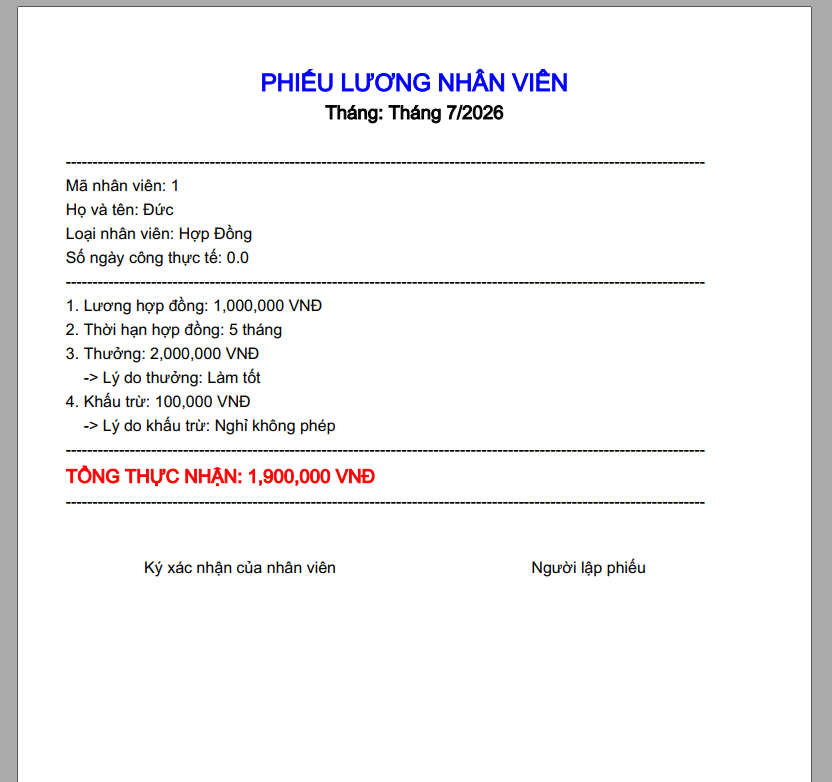 PHIẾU LƯƠNG NHÂN VIÊN
Tháng: Tháng 7/2026
------------------------------------------------------------------------------------------------------------------------
Mã nhân viên: 1
Họ và tên: Đức
Loại nhân viên: Hợp Đồng
Số ngày công thực tế: 0.0
------------------------------------------------------------------------------------------------------------------------
1. Lương hợp đồng: 1,000,000 VNĐ
2. Thời hạn hợp đồng: 5 tháng
3. Thưởng: 2,000,000 VNĐ
-> Lý do thưởng: Làm tốt
4. Khấu trừ: 100,000 VNĐ
-> Lý do khấu trừ: Nghỉ không phép
------------------------------------------------------------------------------------------------------------------------
TỔNG THỰC NHẬN: 1,900,000 VNĐ
------------------------------------------------------------------------------------------------------------------------
Ký xác nhận của nhân viên Người lập phiếu